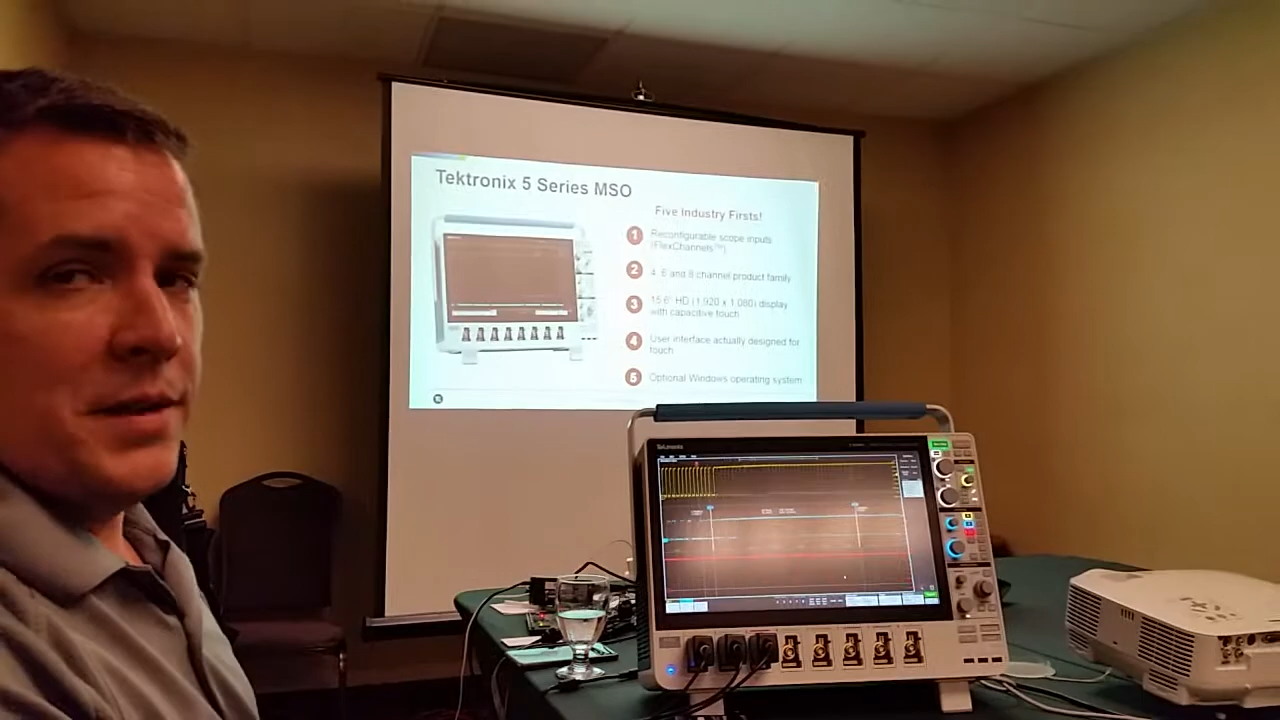 Tektronix 5 Series MSO
Five Industry Firsts!
1 Reconfigurable scope inputs
(FlexChannels™)
2 4, 6 and 8 channel product family
3 15.6" HD (1,920 x 1,080) display
with capacitive touch
4 User interface actually designed for
touch
5 Optional Windows operating system
Tektronix